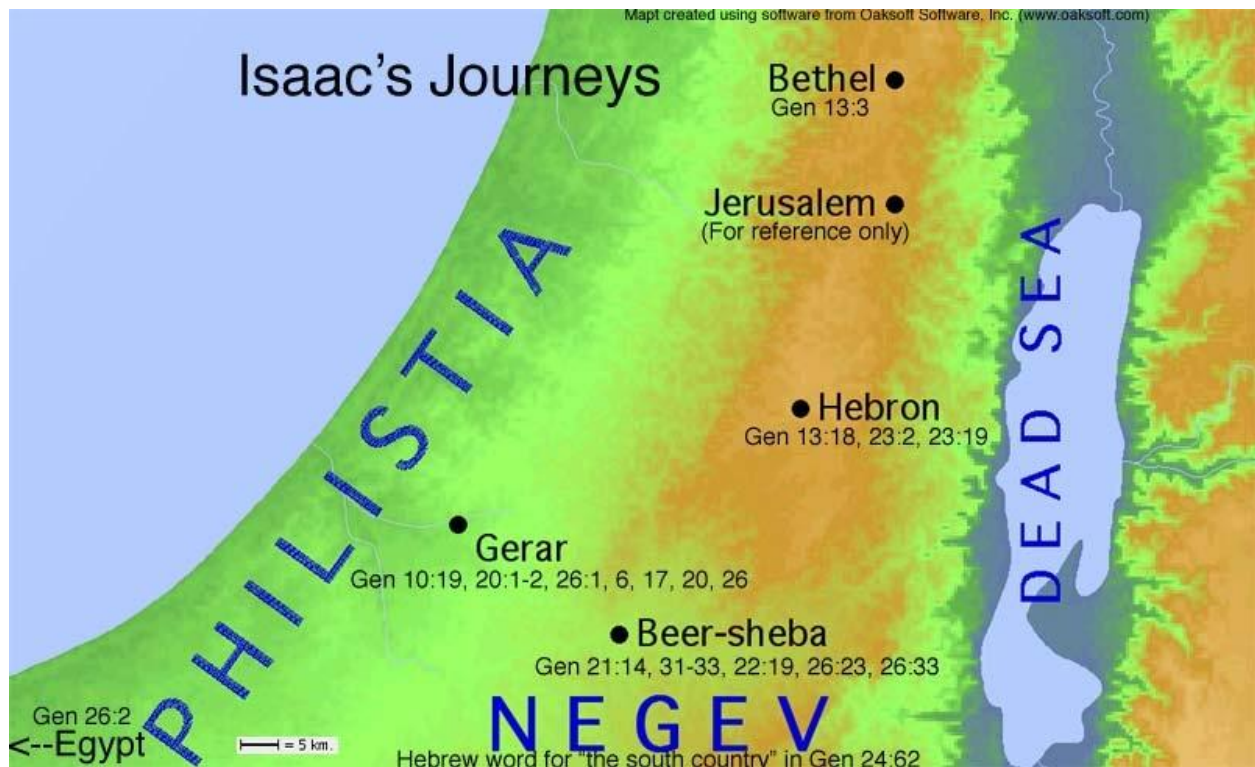 Mapt created using software from Oaksoft Software, Inc. (www.oaksoft.com)
Isaac's Journeys
Bethel
Gen 13:3
Jerusalem
(For reference only)
PHILISTIA
DEAD SEA
Hebron
Gen 13:18, 23:2, 23:19
Gerar
Gen 10:19, 20:1-2, 26:1, 6, 17, 20, 26
Beer-sheba
Gen 21:14, 31-33, 22:19, 26:23, 26:33
NEGEV
Hebrew word for "the south country" in Gen 24:62
Gen 26:2
<--Egypt
= 5 km.